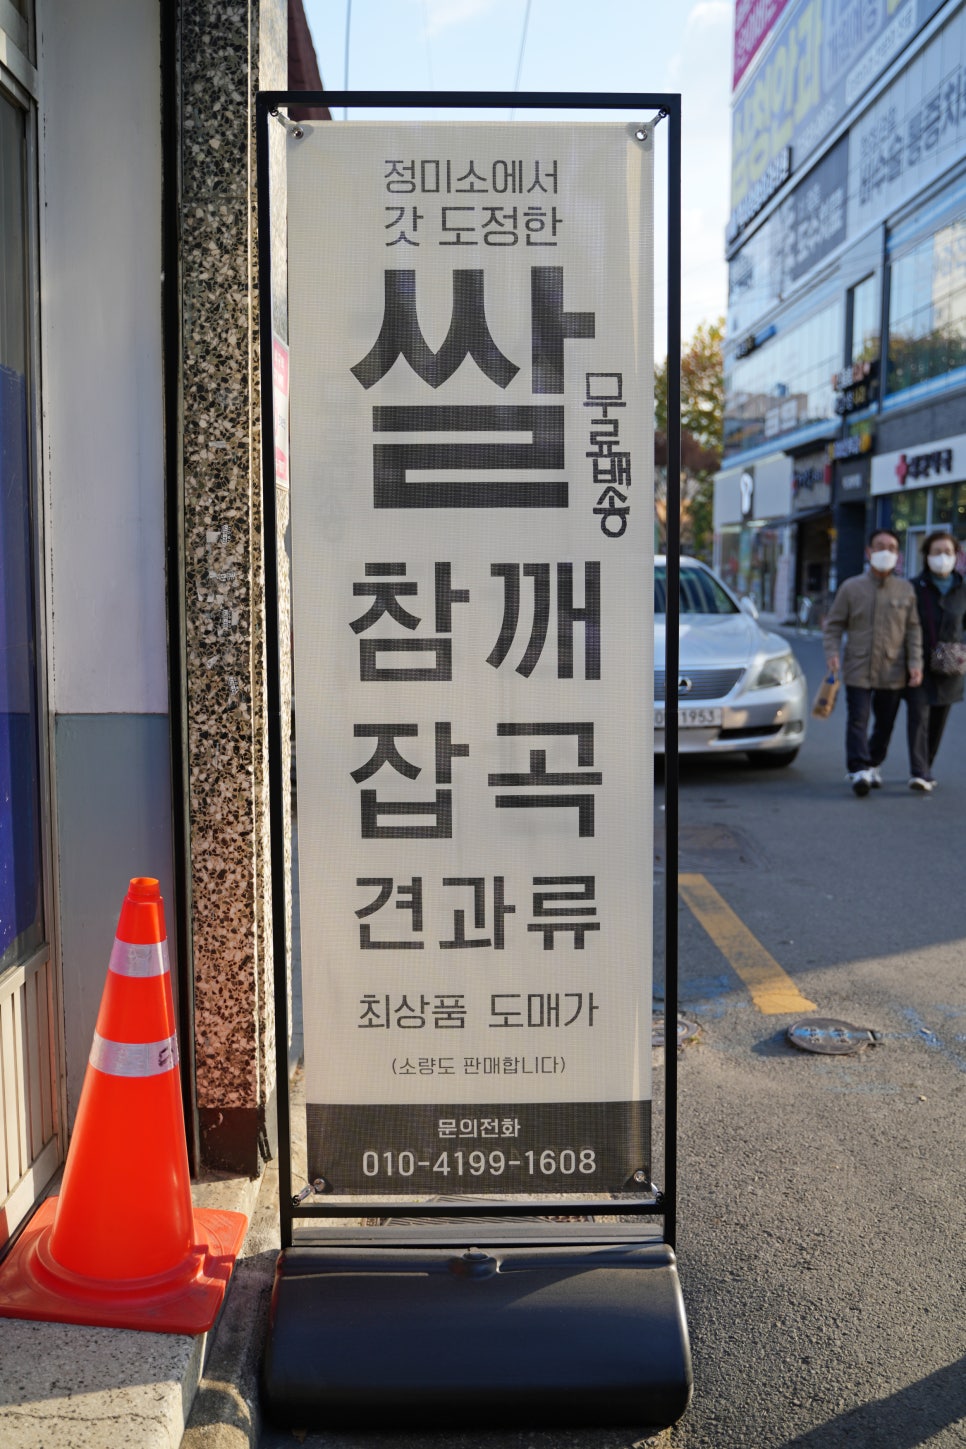 정미소에서
갓 도정한
쌀
무료배송
참깨
잡곡
견과류
최상품 도매가
(소량도 판매합니다)
문의전화
010-4199-1608
1953